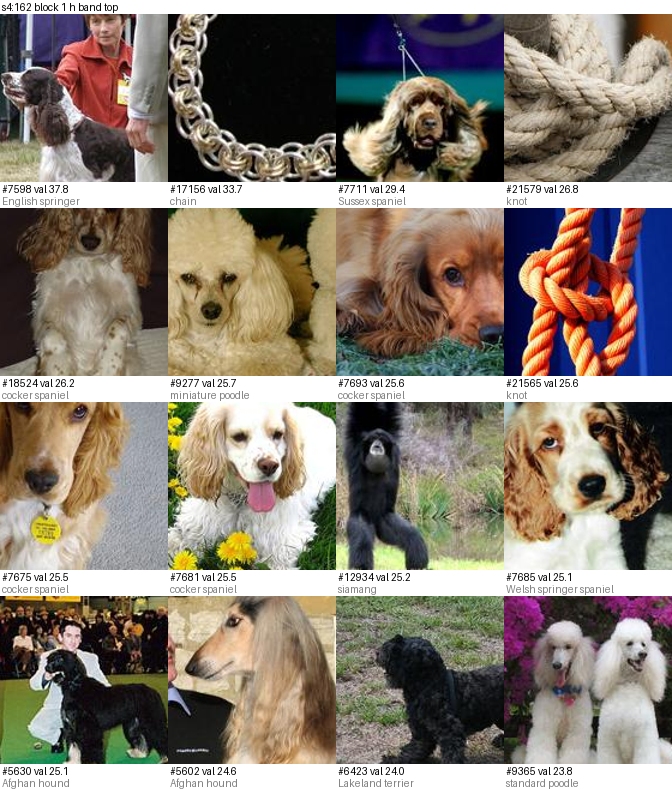 s4:162 block 1 h band top
#7598 val 37.8
English springer
#17156 val 33.7
chain
#7711 val 29.4
Sussex spaniel
#21579 val 26.8
knot
#18524 val 26.2
cocker spaniel
#9277 val 25.7
miniature poodle
#7693 val 25.6
cocker spaniel
#21565 val 25.6
knot
#7675 val 25.5
cocker spaniel
#7681 val 25.5
cocker spaniel
#12934 val 25.2
siamang
#7685 val 25.1
Welsh springer spaniel
#5630 val 25.1
Afghan hound
#5602 val 24.6
Afghan hound
#6423 val 24.0
Lakeland terrier
#9365 val 23.8
standard poodle